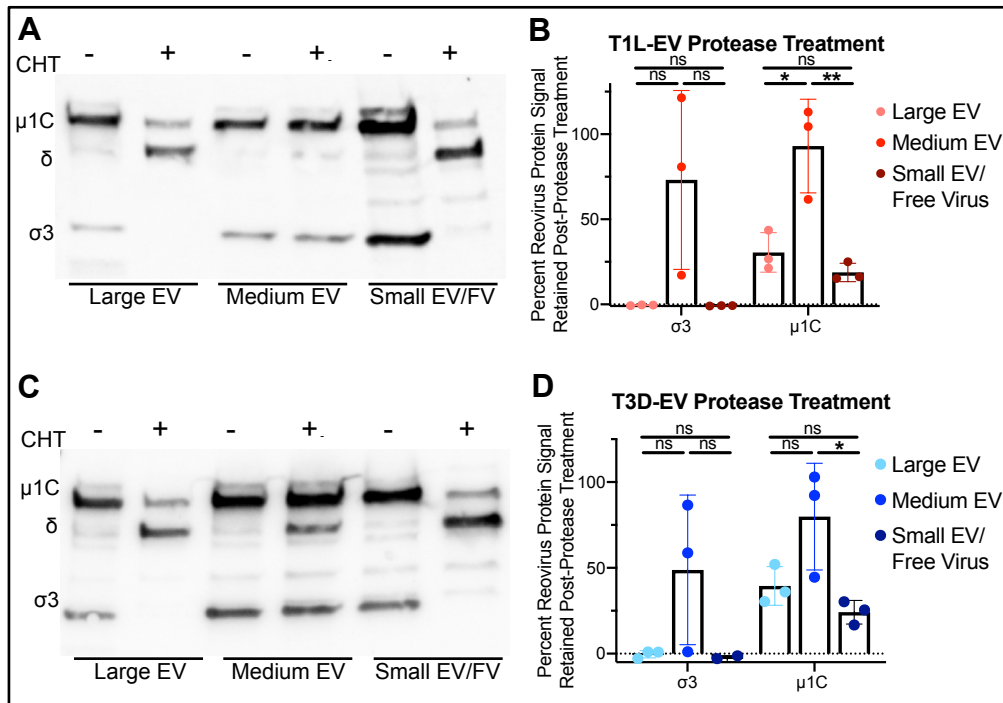 A
- + - + - +
CHT
μ1C
δ
σ3
Large EV Medium EV Small EV/FV
B
T1L-EV Protease Treatment
ns
ns ns
ns
* **
Percent Reovirus Protein Signal
Retained Post-Protease Treatment
100
50
0
σ3 μ1C
Large EV
Medium EV
Small EV/
Free Virus
C
- + - + - +
CHT
μ1C
δ
σ3
Large EV Medium EV Small EV/FV
D
T3D-EV Protease Treatment
ns
ns ns
ns
ns *
Percent Reovirus Protein Signal
Retained Post-Protease Treatment
100
50
0
σ3 μ1C
Large EV
Medium EV
Small EV/
Free Virus